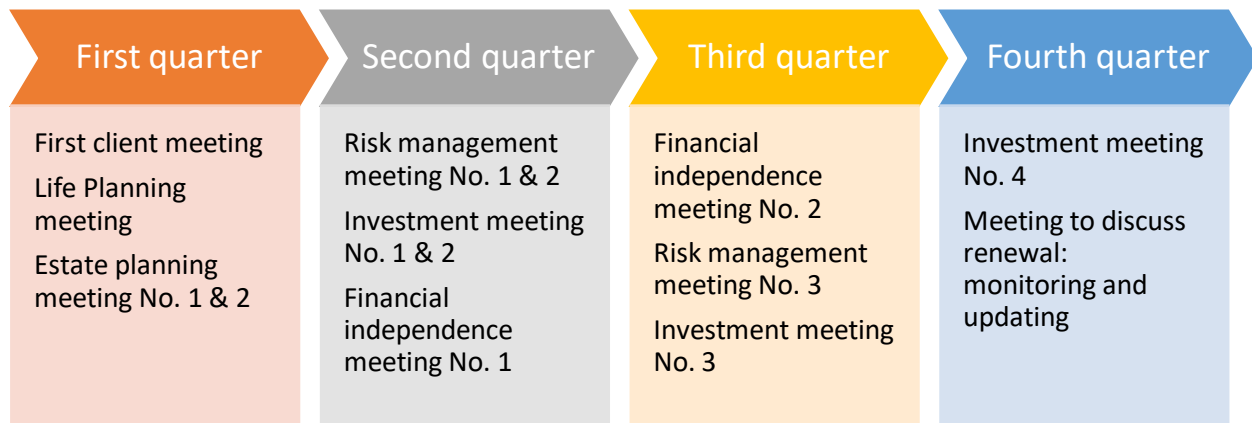 First quarter
First client meeting
Life Planning
meeting
Estate planning
meeting No. 1 & 2
Second quarter
Risk management
meeting No. 1 & 2
Investment meeting
No. 1 & 2
Financial
independence
meeting No. 1
Third quarter
Financial
independence
meeting No. 2
Risk management
meeting No. 3
Investment meeting
No. 3
Fourth quarter
Investment meeting
No. 4
Meeting to discuss
renewal:
monitoring and
updating